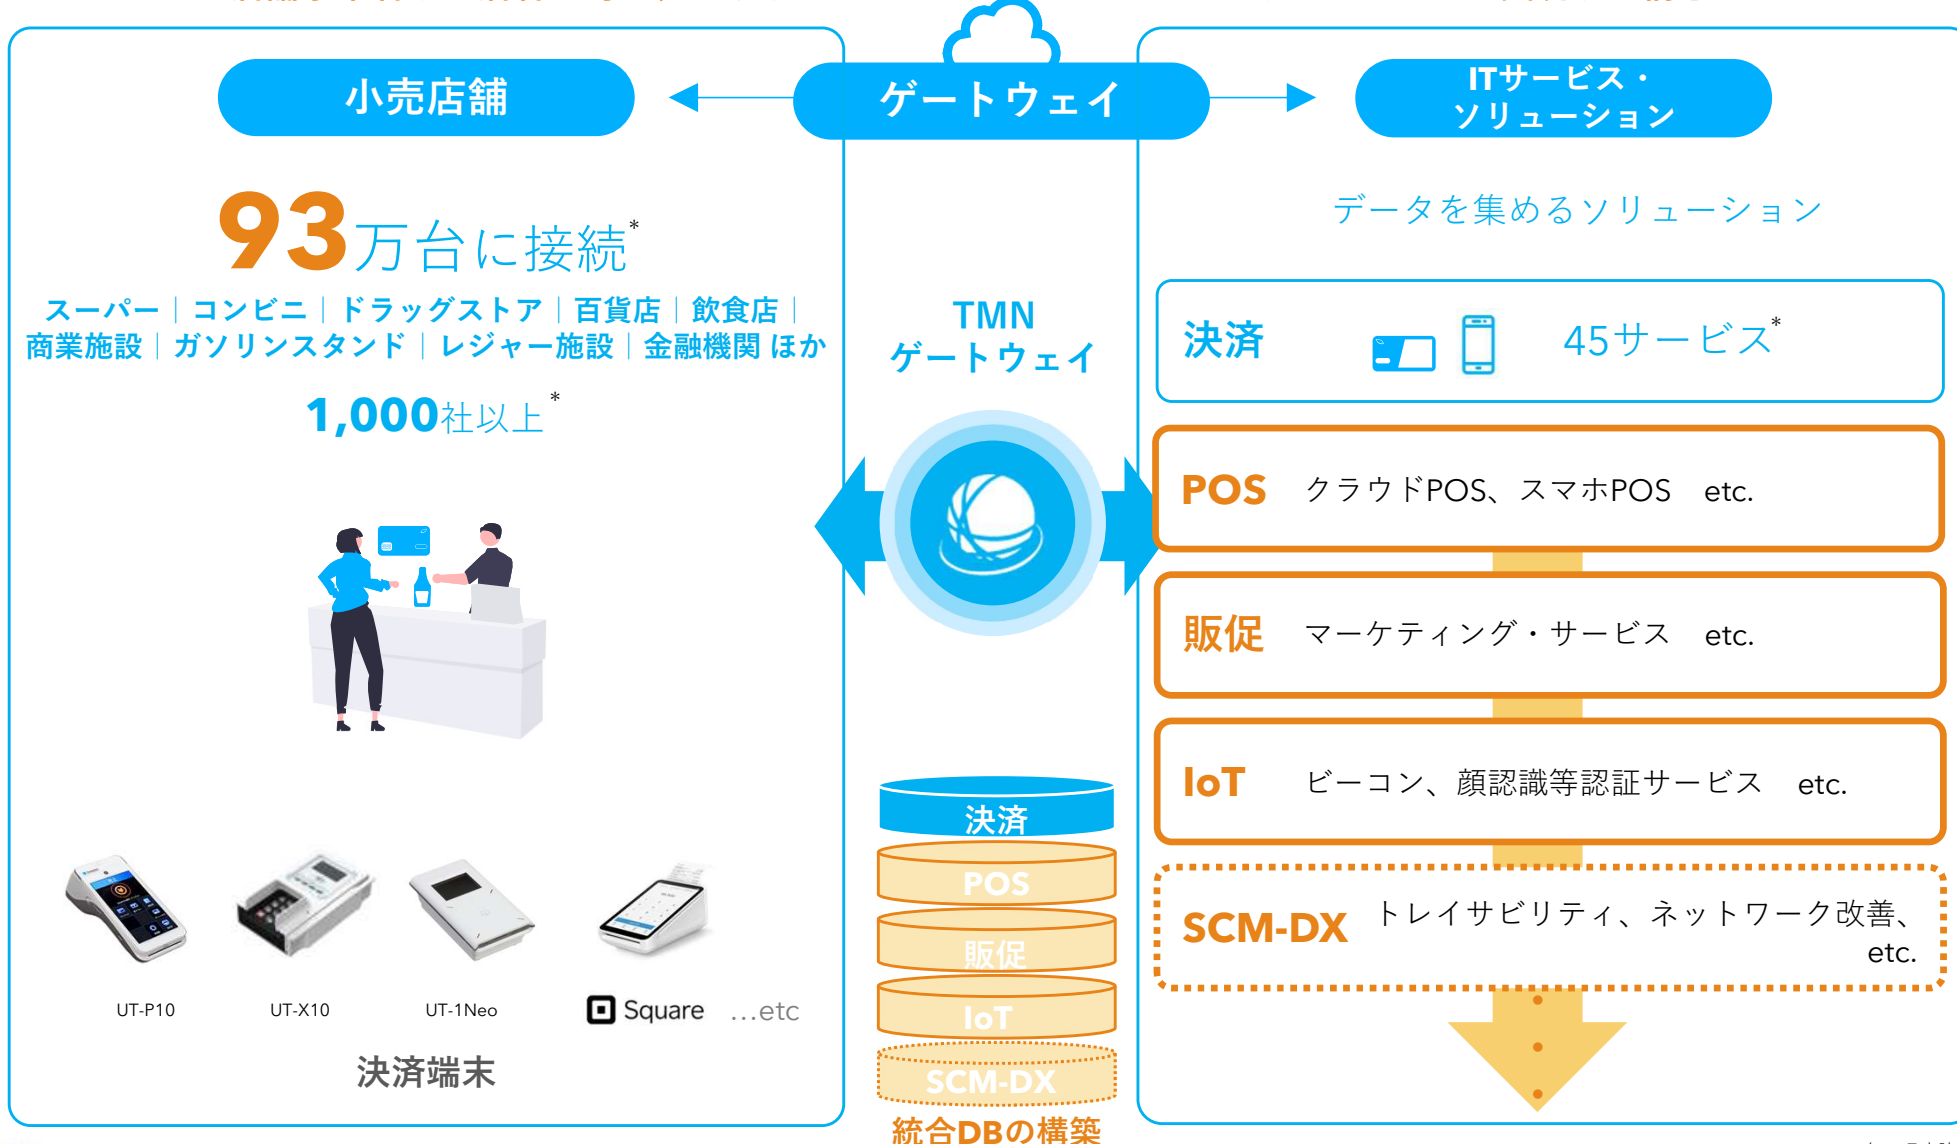 小売店舗
ゲートウェイ
ITサービス・
ソリューション
93万台に接続*
スーパー｜コンビニ｜ドラッグストア｜百貨店｜飲食店｜
商業施設｜ガソリンスタンド｜レジャー施設｜金融機関 ほか
1,000社以上*
UT-P10
UT-X10
UT-1Neo
Square
...etc
決済端末
TMN
ゲートウェイ
決済
POS
販促
IoT
SCM-DX
統合DBの構築
データを集めるソリューション
決済 45サービス*
POS クラウドPOS、スマホPOS etc.
販促 マーケティング・サービス etc.
IoT ビーコン、顔認識等認証サービス etc.
SCM-DX トレイサビリティ、ネットワーク改善、
etc.